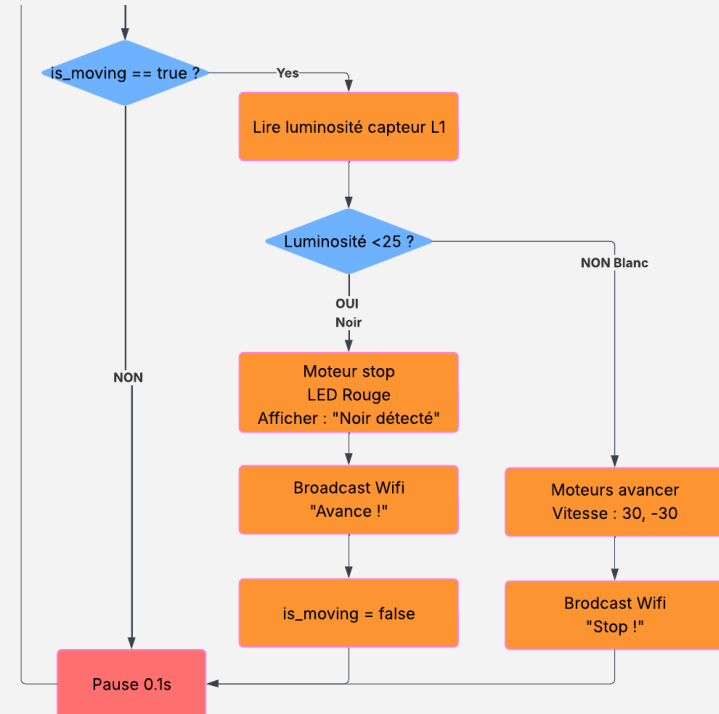 is_moving == true ?
Yes
Lire luminosité capteur L1
Luminosité <25 ?
NON Blanc
OUI
Noir
NON
Moteur stop
LED Rouge
Afficher : "Noir détecté"
Broadcast Wifi
"Avance !"
Moteurs avancer
Vitesse : 30, -30
is_moving = false
Brodcast Wifi
"Stop !"
Pause 0.1s